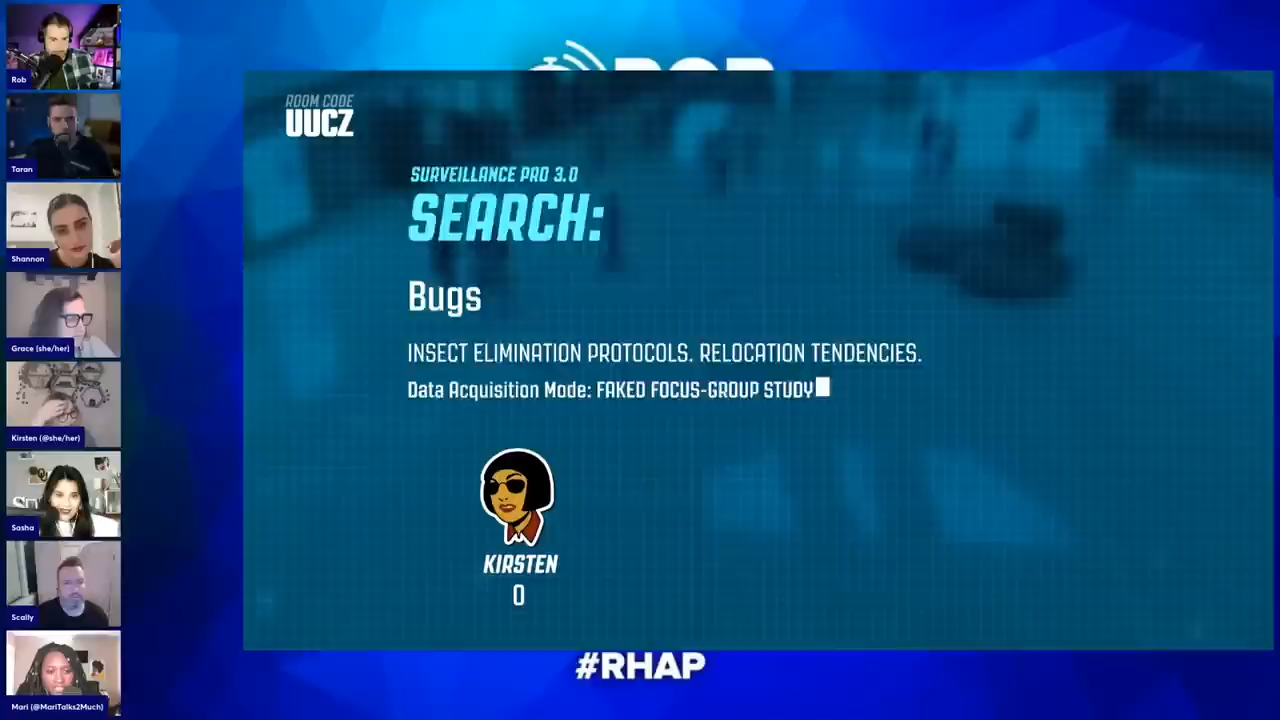 Rob
Taran
Shannon
Grace (she/her)
Kirsten (@she/her)
Sasha
Scally
Mari (@MariTalks2Much)
ROOM CODE
UUCZ
SURVEILLANCE PRO 3.0
SEARCH:
Bugs
INSECT ELIMINATION PROTOCOLS. RELOCATION TENDENCIES.
Data Acquisition Mode: FAKED FOCUS-GROUP STUDY
KIRSTEN
0
#RHAP